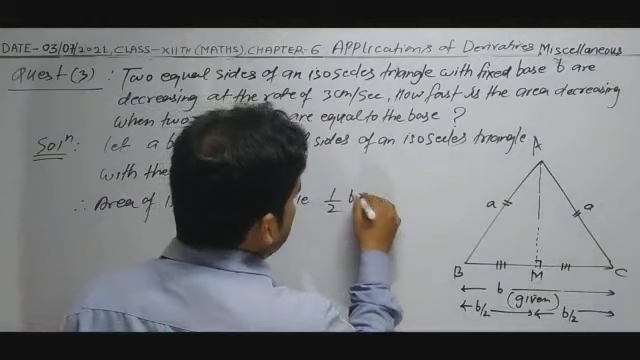 DATE-03/07/2021, CLASS-XIIth (MATHS), CHAPTER-6 Applications of Derivatives Miscellaneous
Quest (3) : Two equal sides of an isosceles triangle with fixed base b are
decreasing at the rate of 3cm/sec, How fast is the area decreasing
when two are equal to the base ?
Solⁿ : let a b sides of an isosceles triangle
with the
∴ Area of 1/2 b
A
a
a
B
M
C
b
(given)
b/2
b/2